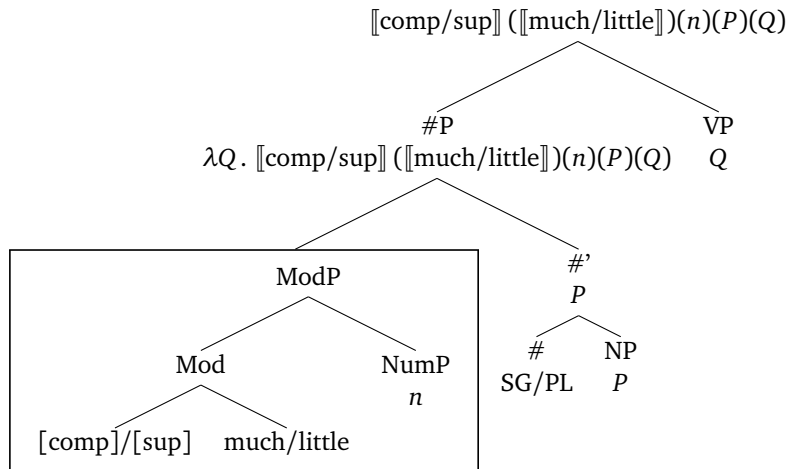 ⟦comp/sup⟧(⟦much/little⟧)(n)(P)(Q)
#P VP
λQ. ⟦comp/sup⟧(⟦much/little⟧)(n)(P)(Q) Q
ModP #'
P
Mod NumP # NP
n SG/PL P
[comp]/[sup] much/little